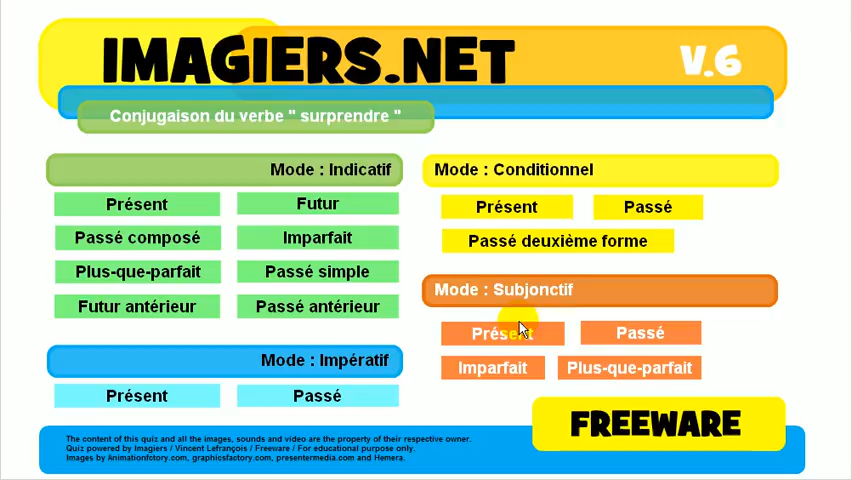 IMAGIERS.NET
V.6
Conjugaison du verbe " surprendre "
Mode : Indicatif
Présent
Futur
Passé composé
Imparfait
Plus-que-parfait
Passé simple
Futur antérieur
Passé antérieur
Mode : Impératif
Présent
Passé
Mode : Conditionnel
Présent
Passé
Passé deuxième forme
Mode : Subjonctif
Présent
Passé
Imparfait
Plus-que-parfait
FREEWARE
The content of this quiz and all the images, sounds and video are the property of their respective owner.
Quiz powered by Imagiers / Vincent Lefrançois / Freeware / For educational purpose only.
Images by Animationfctory.com, graphicsfactory.com, presentermedia.com and Hemera.